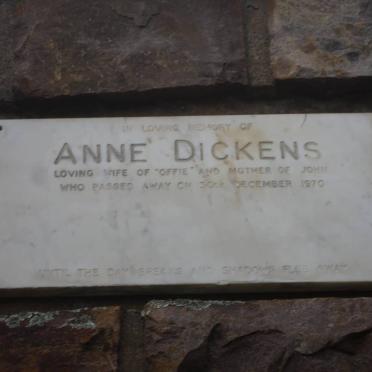 IN LOVING MEMORY OF
ANNE DICKENS
LOVING WIFE OF "OFFIE" AND MOTHER OF JOHN
WHO PASSED AWAY ON 30TH DECEMBER 1970
UNTIL THE DAY BREAKS AND SHADOWS FLEE AWAY